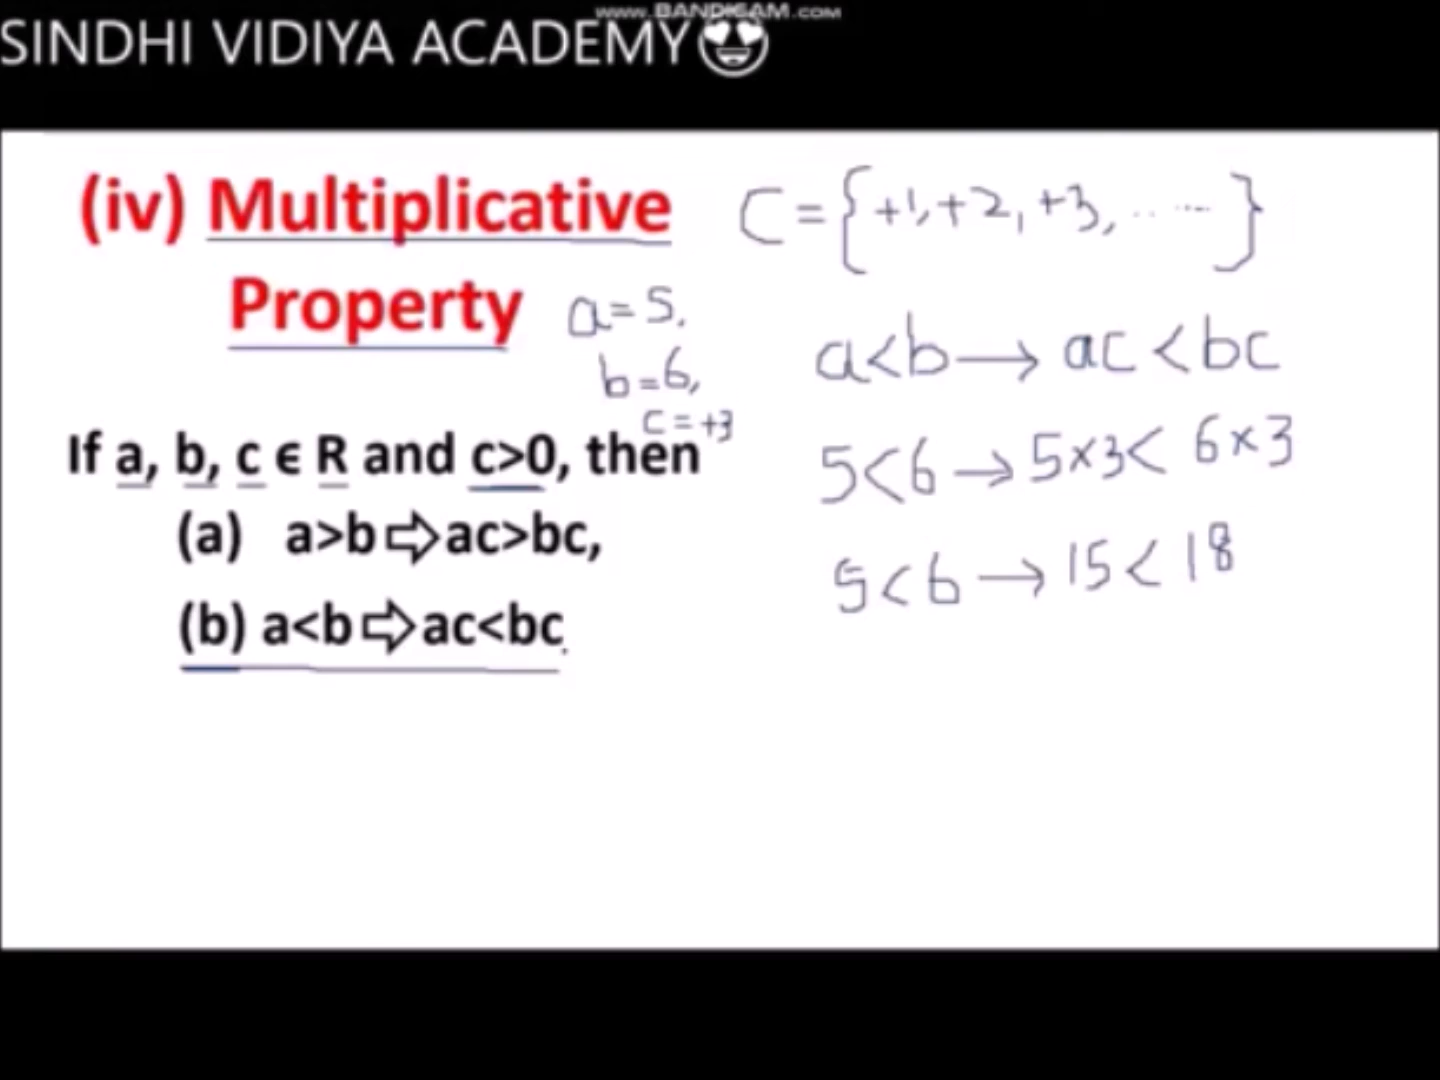 www.BANDICAM.COM
SINDHI VIDIYA ACADEMY😍
(iv) Multiplicative
Property
C = {+1, +2, +3, ......}
a = 5,
b = 6,
c = +3
If a, b, c ϵ R and c>0, then
(a) a>b⇨ac>bc,
(b) a<b⇨ac<bc.
a<b → ac < bc
5<6 → 5×3 < 6×3
5<6 → 15 < 18